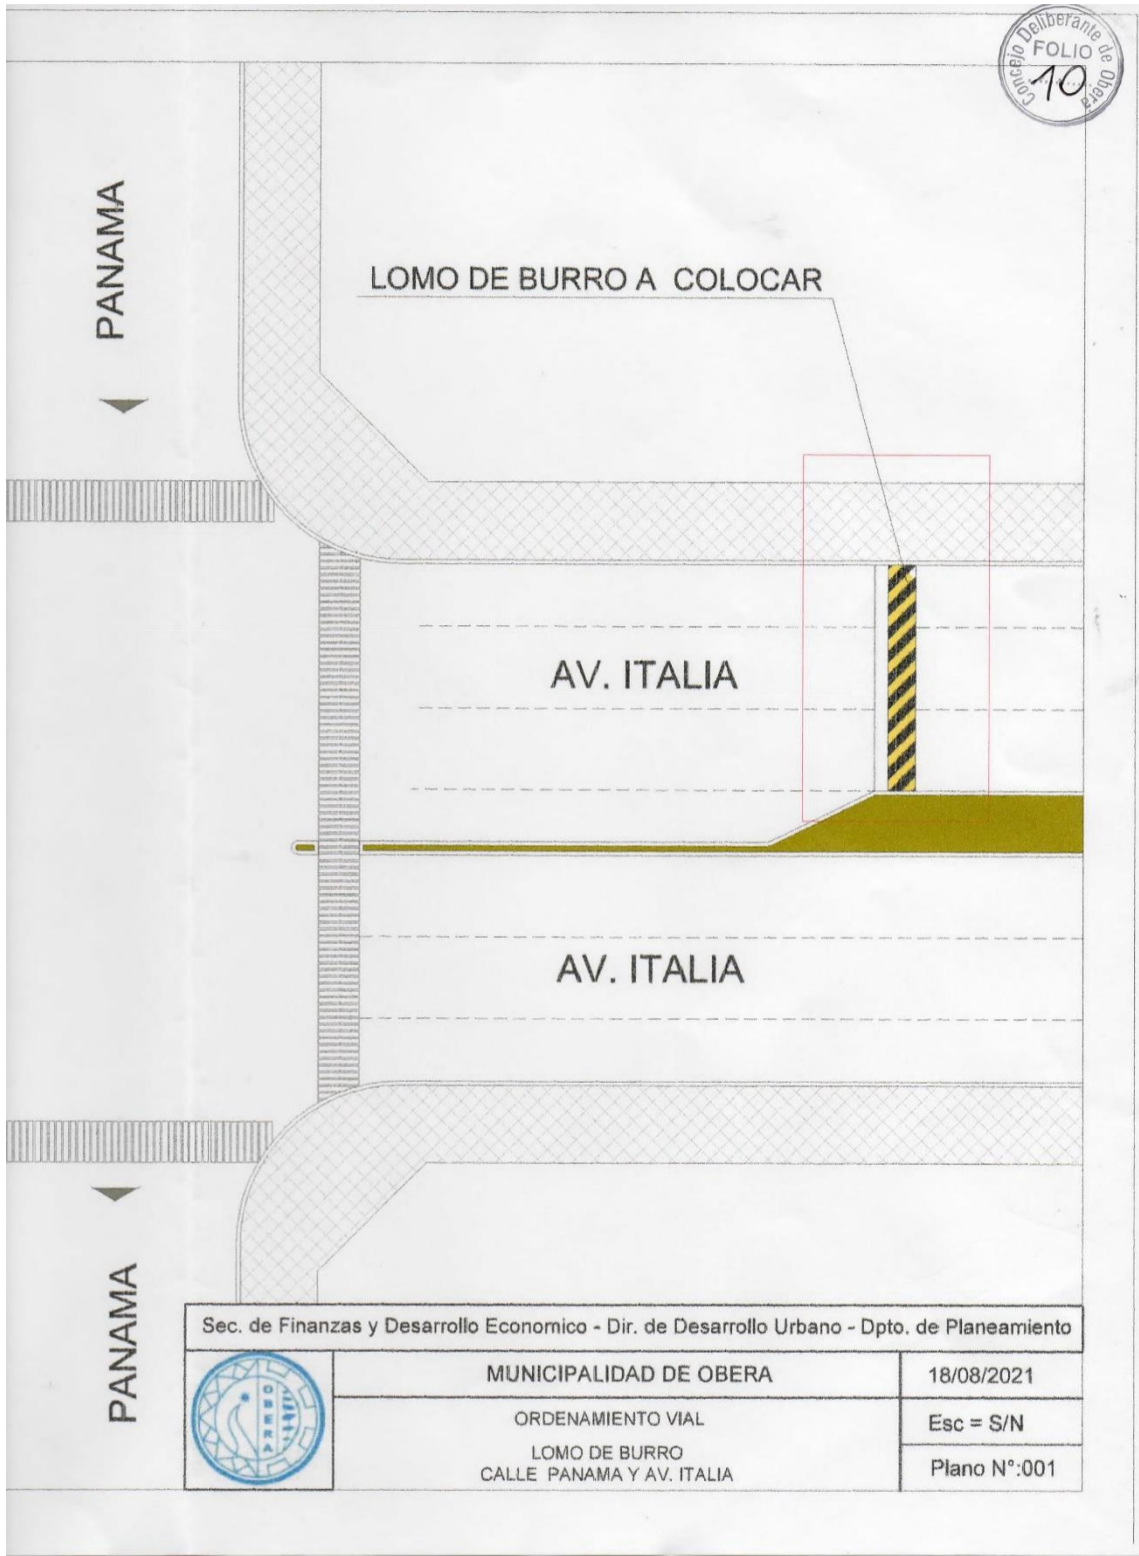 Concejo Deliberante de Obera
FOLIO
10
PANAMA
LOMO DE BURRO A COLOCAR
AV. ITALIA
AV. ITALIA
PANAMA
Sec. de Finanzas y Desarrollo Economico - Dir. de Desarrollo Urbano - Dpto. de Planeamiento
OBERA
MUNICIPALIDAD DE OBERA
18/08/2021
ORDENAMIENTO VIAL
Esc = S/N
LOMO DE BURRO
CALLE PANAMA Y AV. ITALIA
Plano N°:001